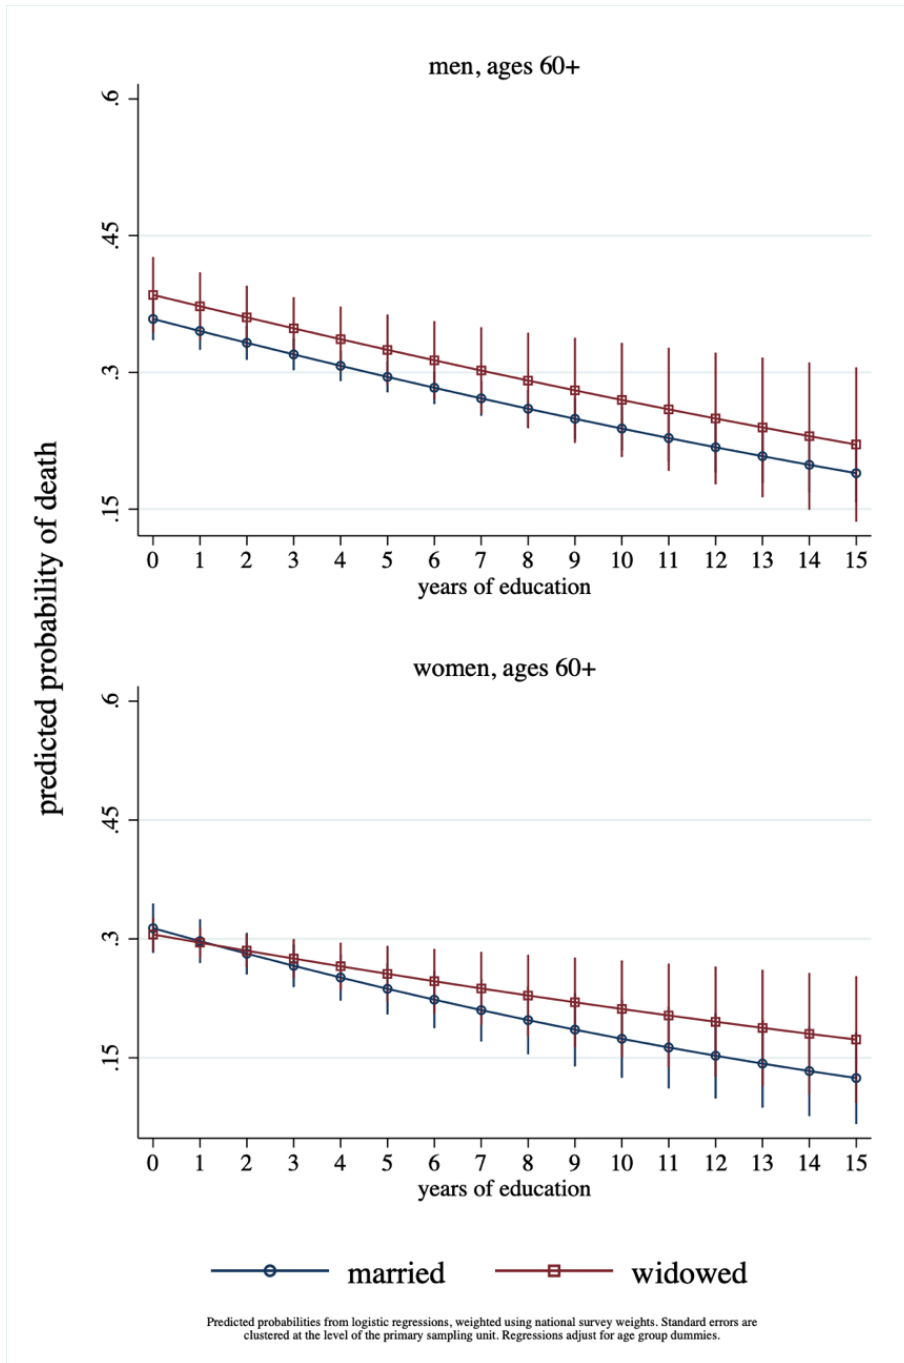 men, ages 60+
.6
.45
.3
.15
0 1 2 3 4 5 6 7 8 9 10 11 12 13 14 15
years of education
predicted probability of death
women, ages 60+
.6
.45
.3
.15
0 1 2 3 4 5 6 7 8 9 10 11 12 13 14 15
years of education
married widowed
Predicted probabilities from logistic regressions, weighted using national survey weights. Standard errors are
clustered at the level of the primary sampling unit. Regressions adjust for age group dummies.